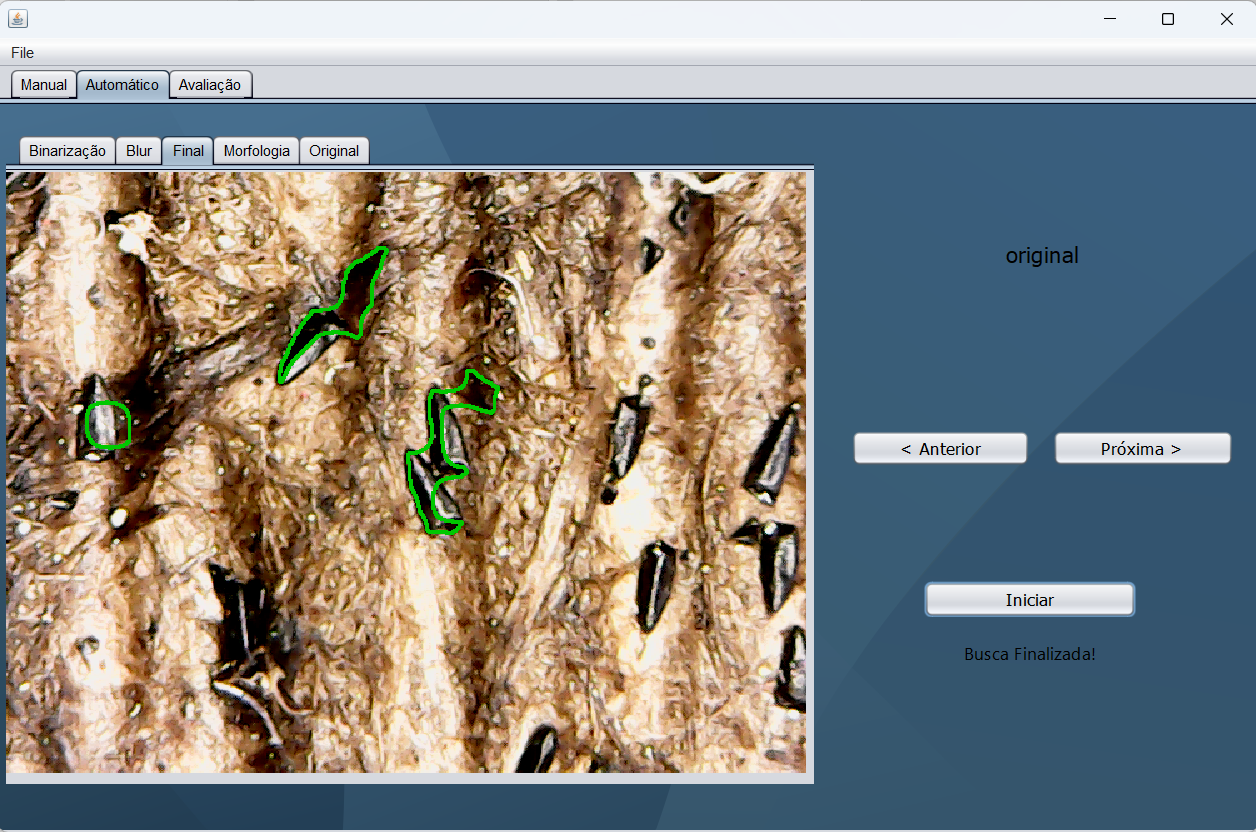 File
Manual Automático Avaliação
Binarização Blur Final Morfologia Original
original
< Anterior Próxima >
Iniciar
Busca Finalizada!